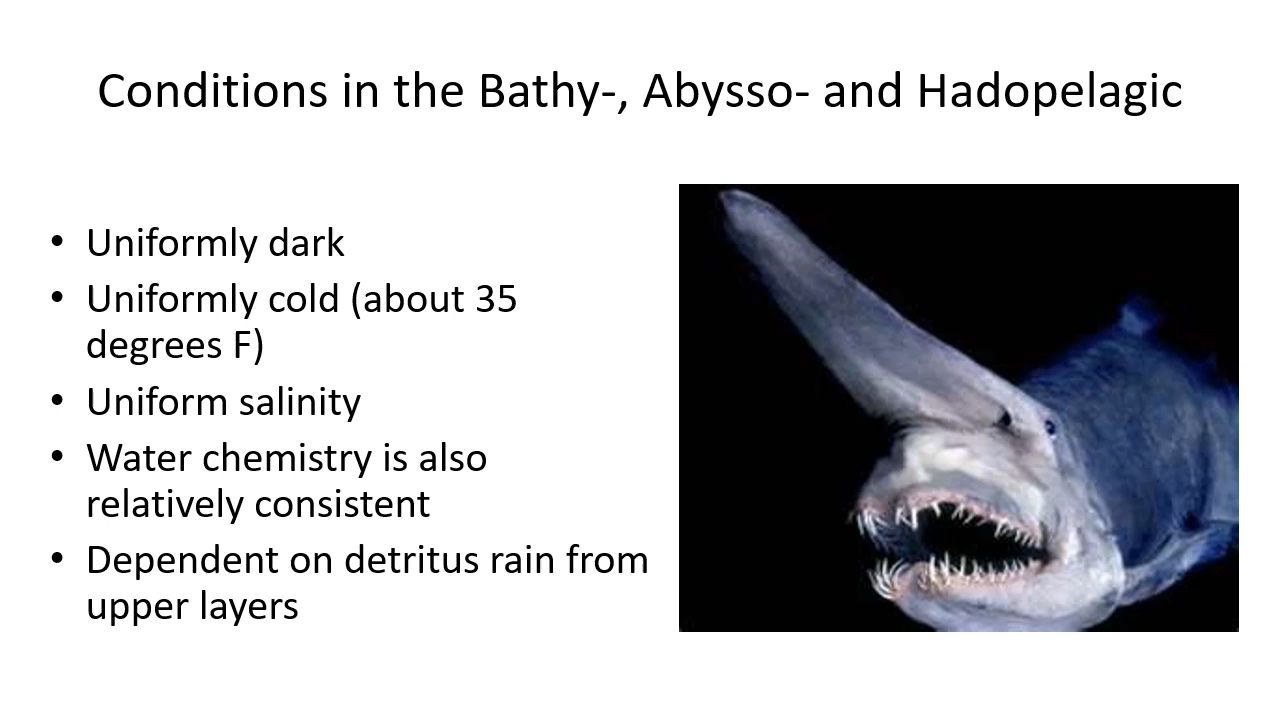 Conditions in the Bathy-, Abysso- and Hadopelagic
• Uniformly dark
• Uniformly cold (about 35
degrees F)
• Uniform salinity
• Water chemistry is also
relatively consistent
• Dependent on detritus rain from
upper layers